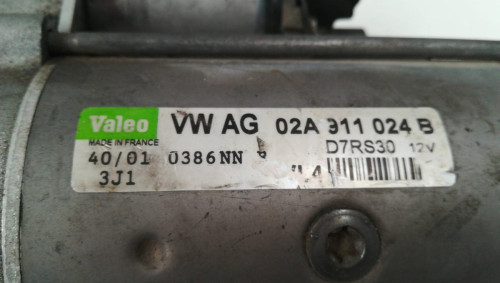 Valeo VW AG 02A 911 024 B
MADE IN FRANCE D7RS30 12V
40/01 0386NN
3J1